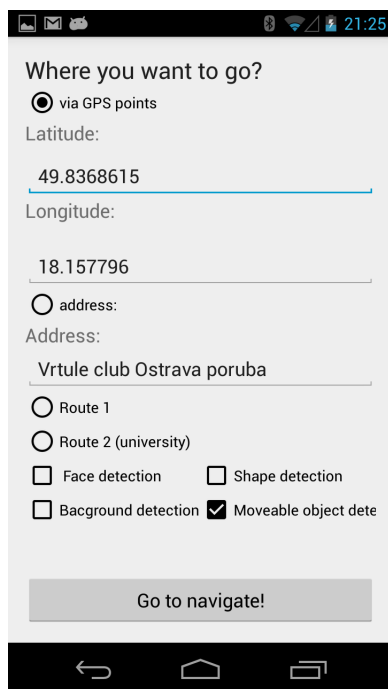 21:25
Where you want to go?
via GPS points
Latitude:
49.8368615
Longitude:
18.157796
address:
Address:
Vrtule club Ostrava poruba
Route 1
Route 2 (university)
Face detection Shape detection
Bacground detection Moveable object dete
Go to navigate!